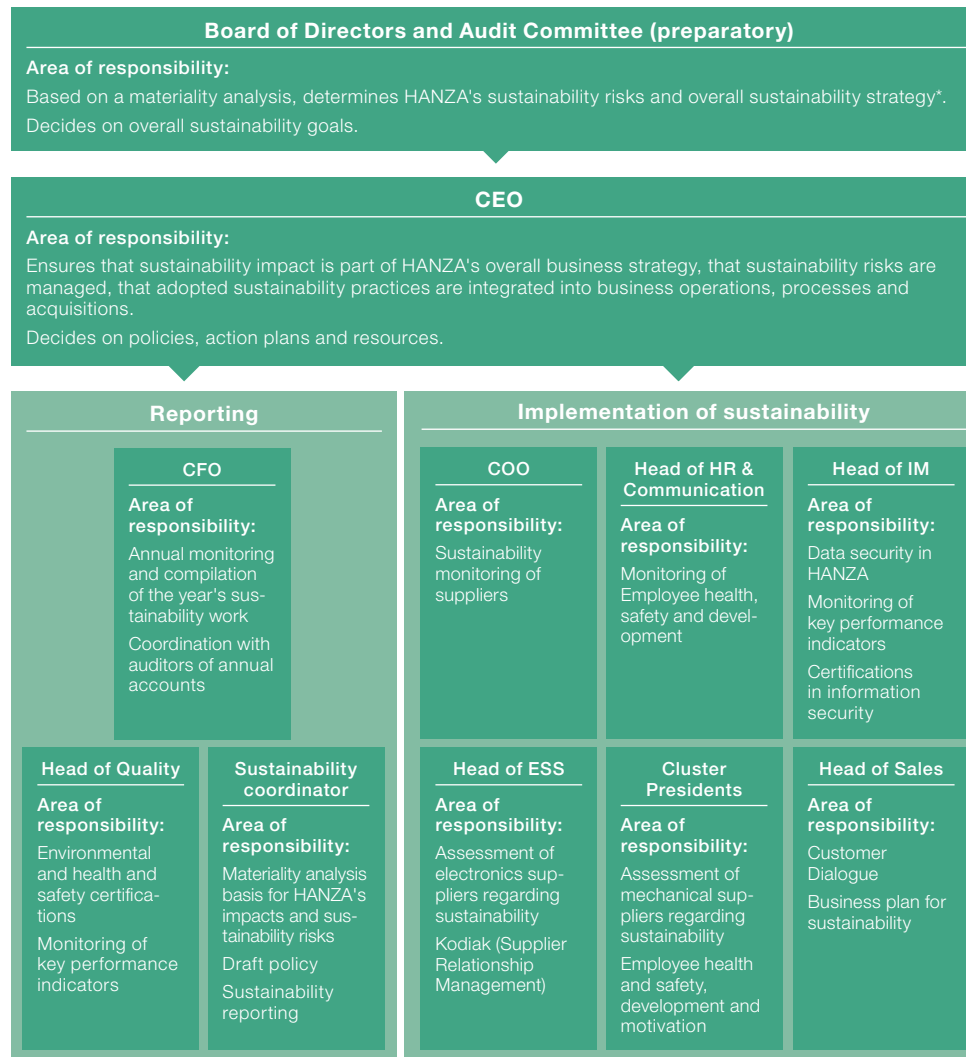 Board of Directors and Audit Committee (preparatory)
Area of responsibility:
Based on a materiality analysis, determines HANZA's sustainability risks and overall sustainability strategy*.
Decides on overall sustainability goals.
CEO
Area of responsibility:
Ensures that sustainability impact is part of HANZA's overall business strategy, that sustainability risks are
managed, that adopted sustainability practices are integrated into business operations, processes and
acquisitions.
Decides on policies, action plans and resources.
Reporting
CFO
Area of
responsibility:
Annual monitoring
and compilation
of the year's sus-
tainability work
Coordination with
auditors of annual
accounts
Head of Quality
Area of
responsibility:
Environmental
and health and
safety certifica-
tions
Monitoring of
key performance
indicators
Sustainability
coordinator
Area of
responsibility:
Materiality analysis
basis for HANZA's
impacts and sus-
tainability risks
Draft policy
Sustainability
reporting
Implementation of sustainability
COO
Area of
responsibility:
Sustainability
monitoring of
suppliers
Head of HR &
Communication
Area of
responsibility:
Monitoring of
Employee health,
safety and devel-
opment
Head of IM
Area of
responsibility:
Data security in
HANZA
Monitoring of
key performance
indicators
Certifications
in information
security
Head of ESS
Area of
responsibility:
Assessment of
electronics sup-
pliers regarding
sustainability
Kodiak (Supplier
Relationship
Management)
Cluster
Presidents
Area of
responsibility:
Assessment of
mechanical sup-
pliers regarding
sustainability
Employee health
and safety,
development and
motivation
Head of Sales
Area of
responsibility:
Customer
Dialogue
Business plan for
sustainability